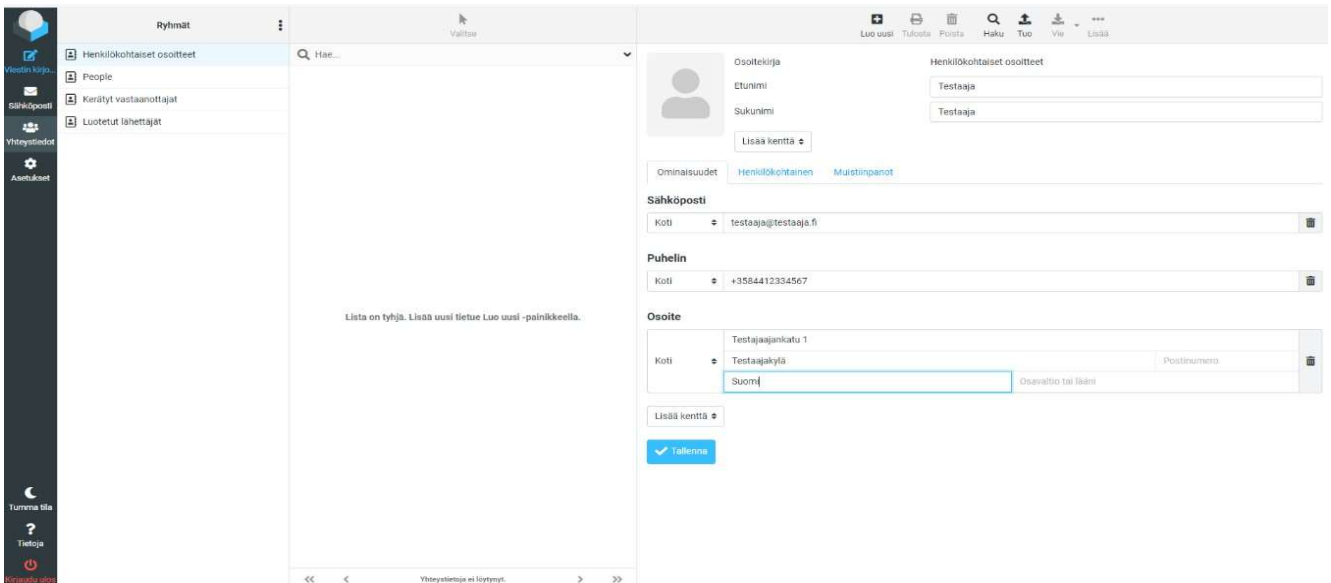 Ryhmät
Valitse
Luo uusi
Tulosta
Poista
Haku
Tuo
Vie
Lisää
Viestin kirjo...
Sähköposti
Yhteystiedot
Asetukset
Henkilökohtaiset osoitteet
People
Kerätyt vastaanottajat
Luotetut lähettäjät
Hae...
Lista on tyhjä. Lisää uusi tietue Luo uusi -painikkeella.
Osoitekirja Henkilökohtaiset osoitteet
Etunimi Testaaja
Sukunimi Testaaja
Lisää kenttä
Ominaisuudet Henkilökohtainen Muistiinpanot
Sähköposti
Koti testaaja@testaaja.fi
Puhelin
Koti +3584412334567
Osoite
Testajaajankatu 1
Koti Testaajakylä Postinumero
Suomi Osavaltio tai lääni
Lisää kenttä
Tallenna
Tumma tila
Tietoja
Kirjaudu ulos
Yhteystietoja ei löytynyt.